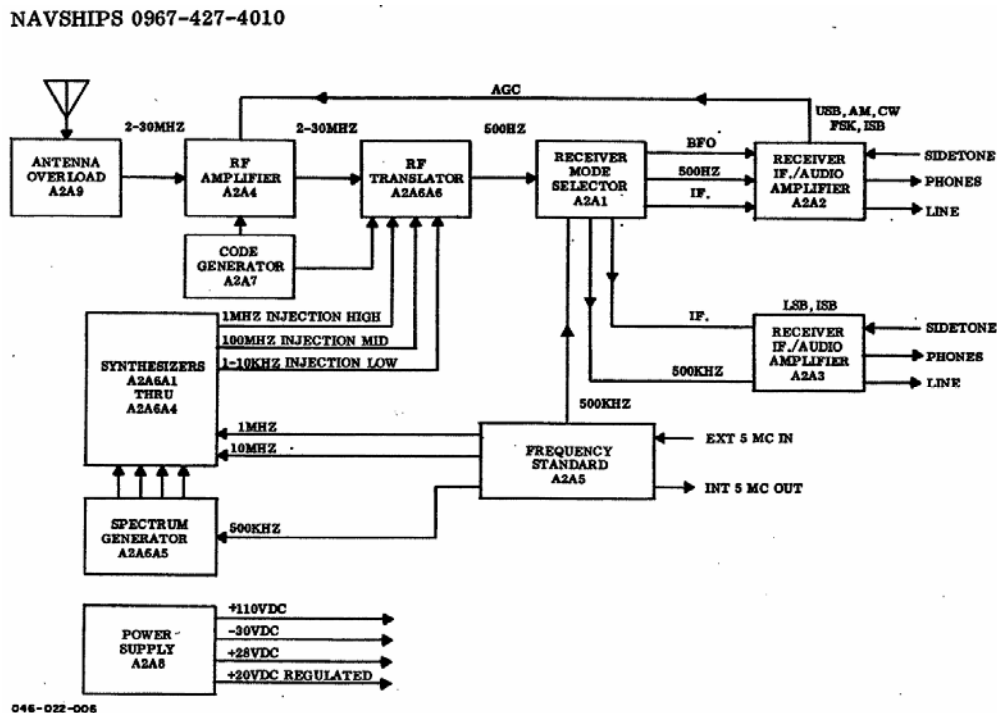 NAVSHIPS 0967-427-4010
AGC
USB, AM, CW
FSK, ISB
2-30MHZ
2-30MHZ
500HZ
ANTENNA
OVERLOAD
A2A9
RF
AMPLIFIER
A2A4
RF
TRANSLATOR
A2A6A6
RECEIVER
MODE
SELECTOR
A2A1
BFO
500HZ
IF.
RECEIVER
IF./AUDIO
AMPLIFIER
A2A2
SIDETONE
PHONES
LINE
CODE
GENERATOR
A2A7
1MHZ INJECTION HIGH
100MHZ INJECTION MID
1-10KHZ INJECTION LOW
SYNTHESIZERS
A2A6A1
THRU
A2A6A4
LSB, ISB
IF.
500KHZ
RECEIVER
IF./AUDIO
AMPLIFIER
A2A3
SIDETONE
PHONES
LINE
500KHZ
1MHZ
10MHZ
FREQUENCY
STANDARD
A2A5
EXT 5 MC IN
INT 5 MC OUT
SPECTRUM
GENERATOR
A2A6A5
500KHZ
POWER
SUPPLY
A2A8
+110VDC
-30VDC
+28VDC
+20VDC REGULATED
046-022-006